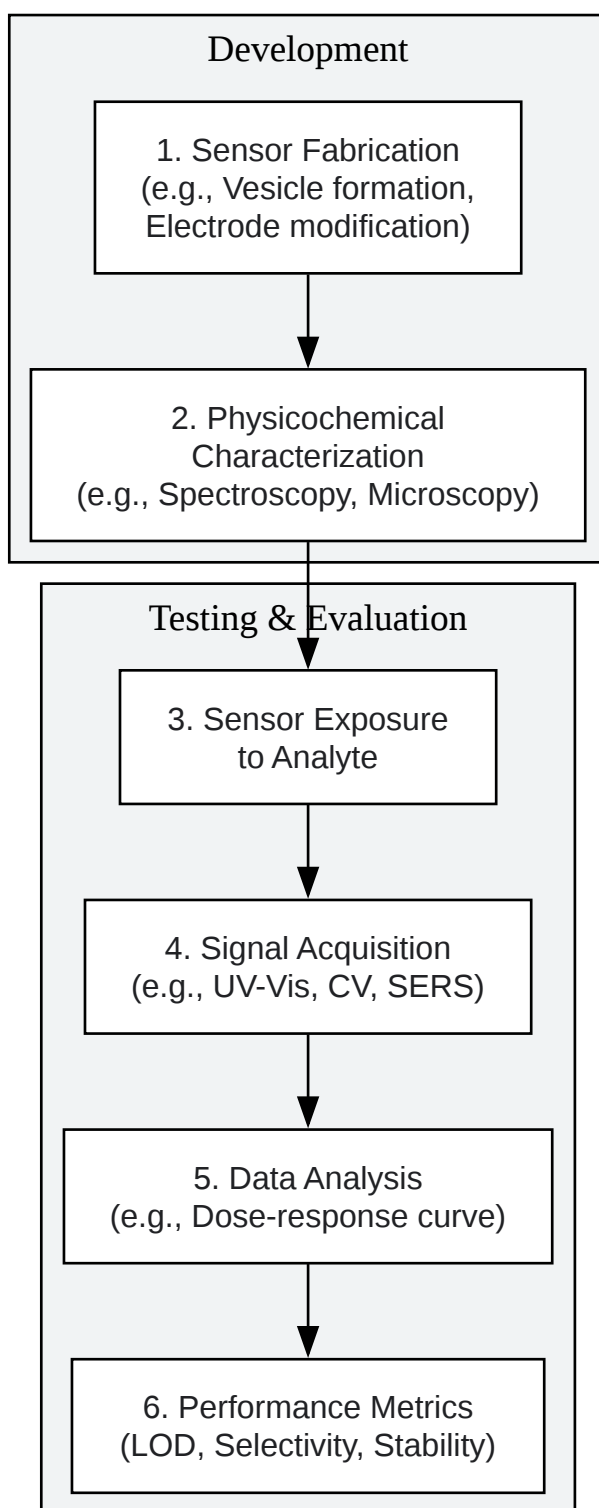 Development
1. Sensor Fabrication
(e.g., Vesicle formation,
Electrode modification)
2. Physicochemical
Characterization
(e.g., Spectroscopy, Microscopy)
Testing & Evaluation
3. Sensor Exposure
to Analyte
4. Signal Acquisition
(e.g., UV-Vis, CV, SERS)
5. Data Analysis
(e.g., Dose-response curve)
6. Performance Metrics
(LOD, Selectivity, Stability)